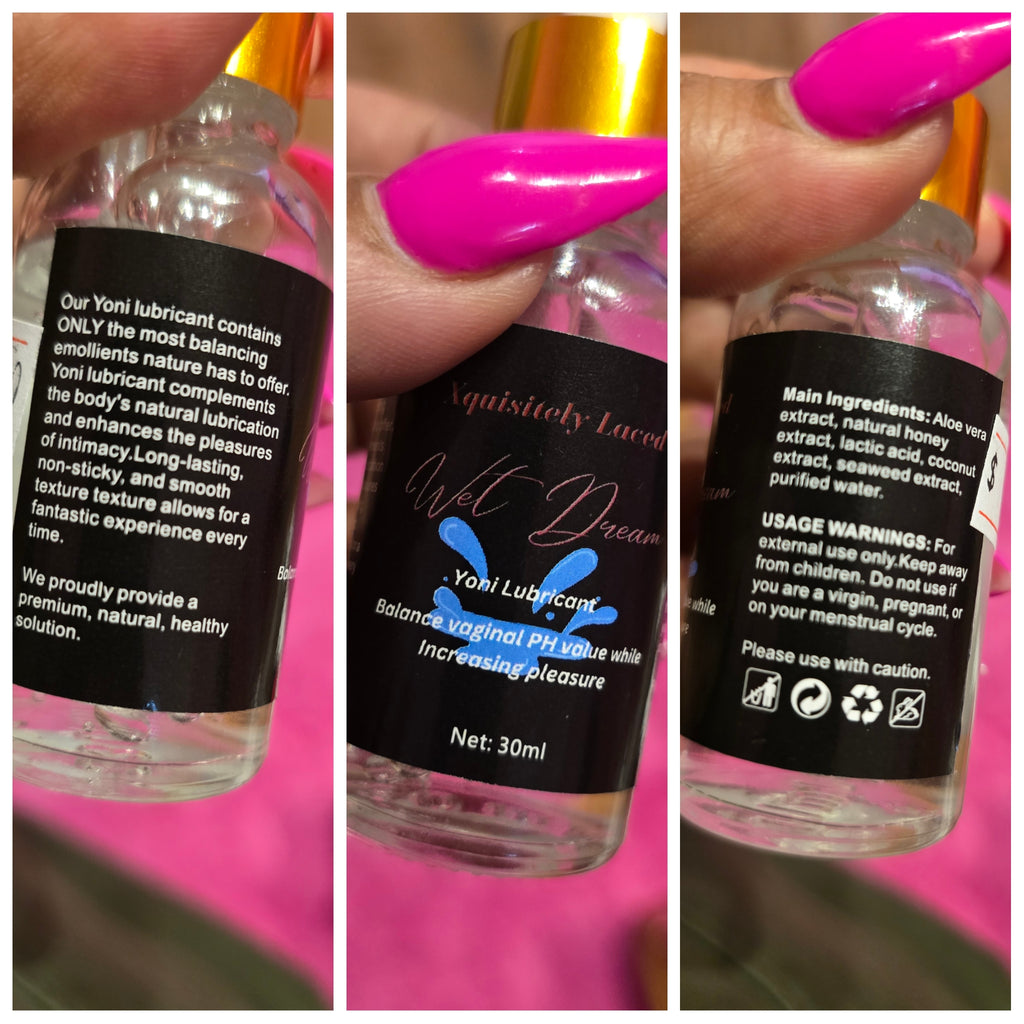 Our Yoni lubricant contains
ONLY the most balancing
emollients nature has to offer.
Yoni lubricant complements
the body's natural lubrication
and enhances the pleasures
of intimacy.Long-lasting,
non-sticky, and smooth
texture texture allows for a
fantastic experience every
time.
We proudly provide a
premium, natural, healthy
solution.
Xquisitely Laced
Wet Dream
Yoni Lubricant
Balance vaginal PH value while
Increasing pleasure
Net: 30ml
Main Ingredients: Aloe vera
extract, natural honey
extract, lactic acid, coconut
extract, seaweed extract,
purified water.
USAGE WARNINGS: For
external use only.Keep away
from children. Do not use if
you are a virgin, pregnant, or
on your menstrual cycle.
Please use with caution.
$